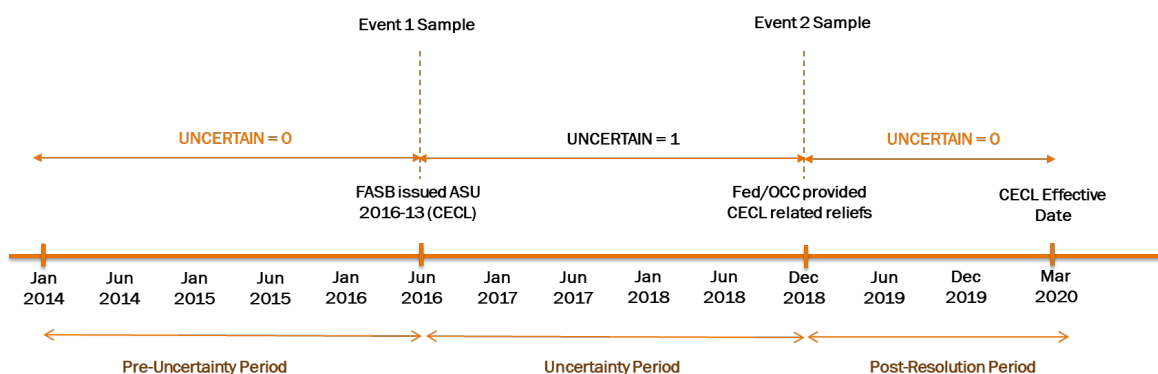 Event 1 Sample
Event 2 Sample
UNCERTAIN = 0
UNCERTAIN = 1
UNCERTAIN = 0
FASB issued ASU
2016-13 (CECL)
Fed/OCC provided
CECL related reliefs
CECL Effective
Date
Jan
2014
Jun
2014
Jan
2015
Jun
2015
Jan
2016
Jun
2016
Jan
2017
Jun
2017
Jan
2018
Jun
2018
Dec
2018
Jun
2019
Dec
2019
Mar
2020
Pre-Uncertainty Period
Uncertainty Period
Post-Resolution Period